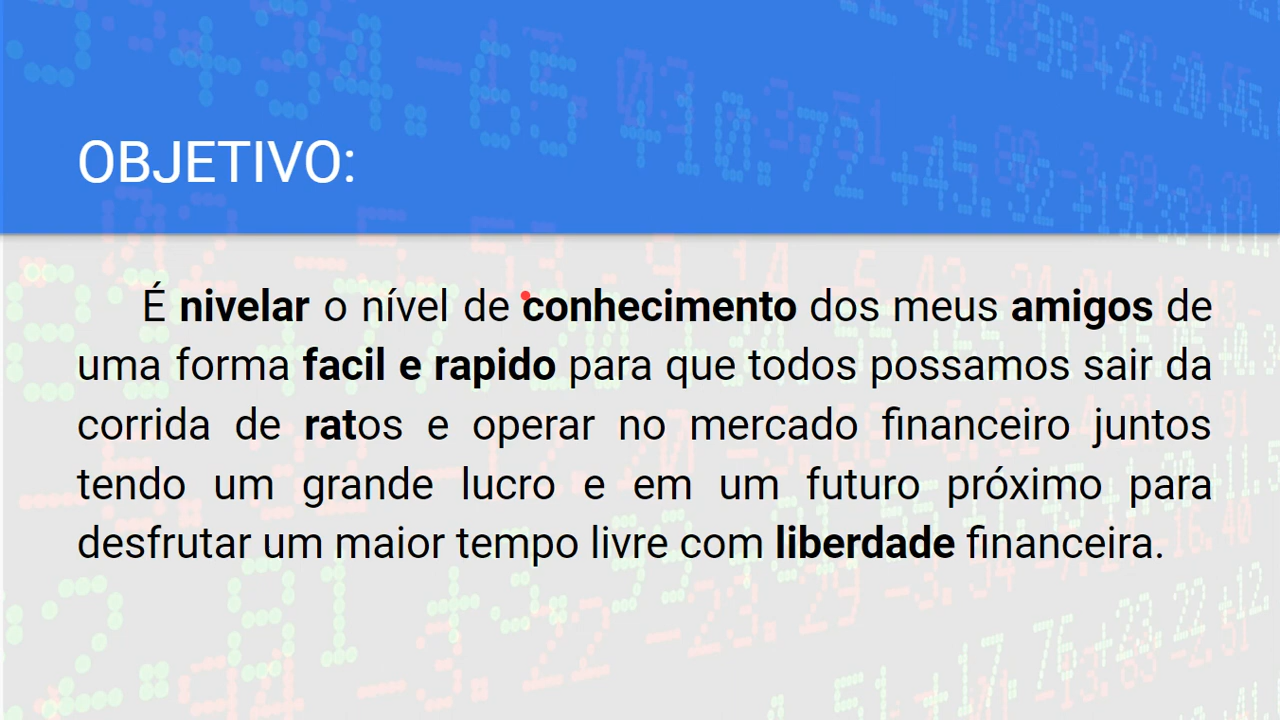 OBJETIVO:
É nivelar o nível de conhecimento dos meus amigos de
uma forma facil e rapido para que todos possamos sair da
corrida de ratos e operar no mercado financeiro juntos
tendo um grande lucro e em um futuro próximo para
desfrutar um maior tempo livre com liberdade financeira.